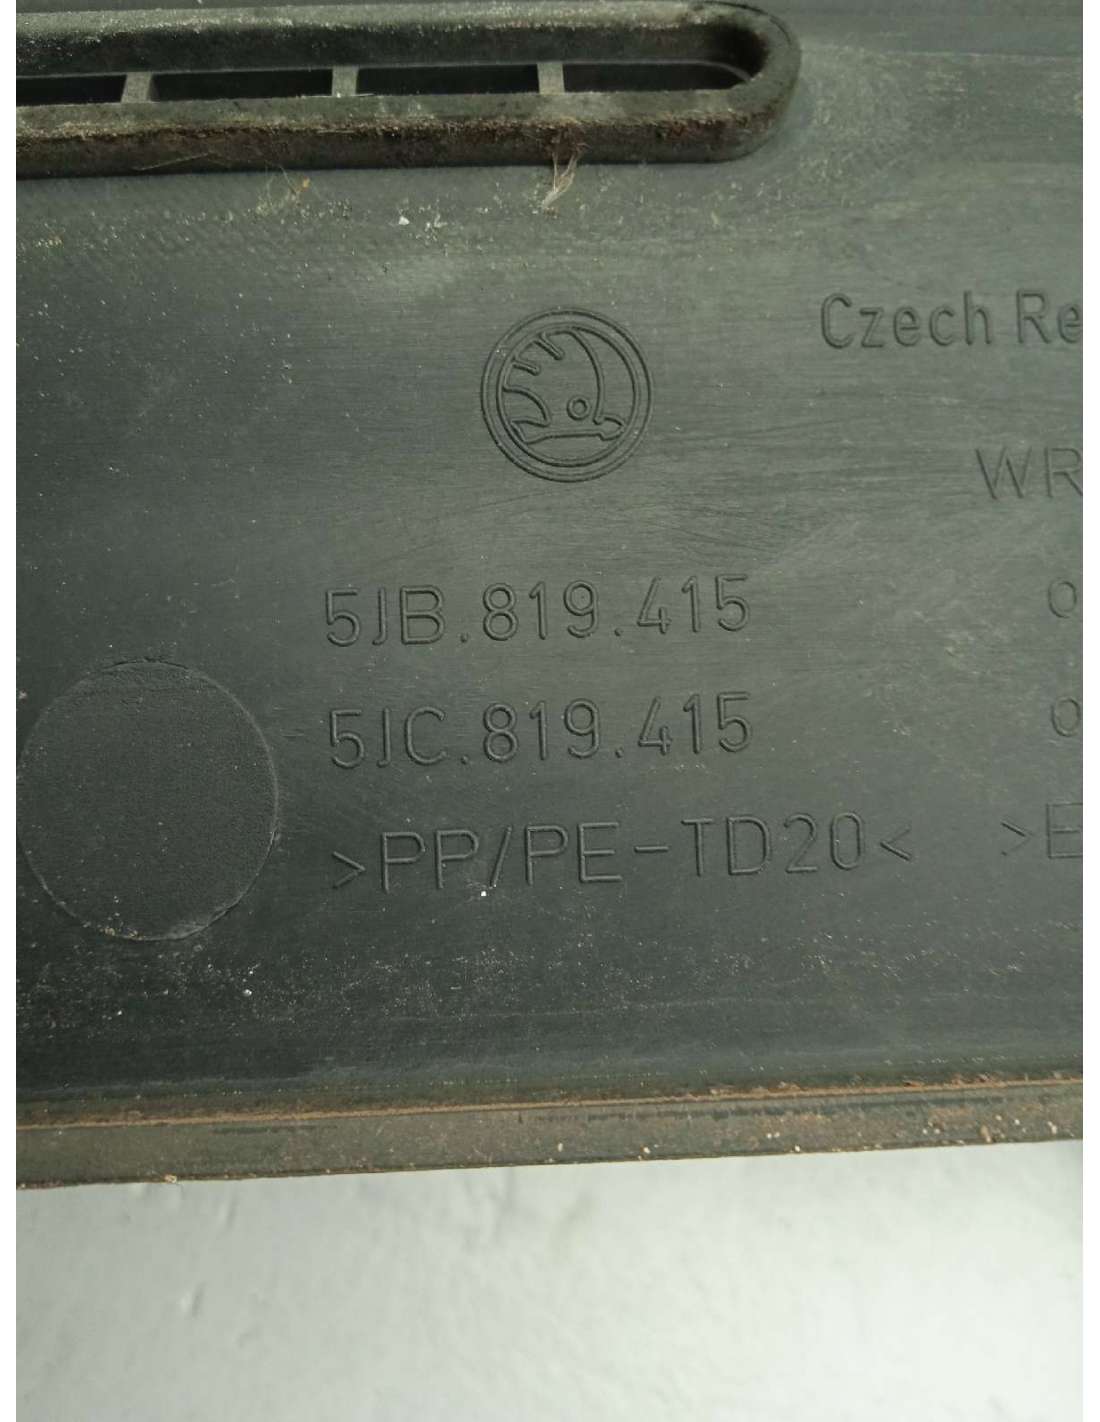 Czech Re
WR
5JB.819.415
5JC.819.415
>PP/PE-TD20< >E